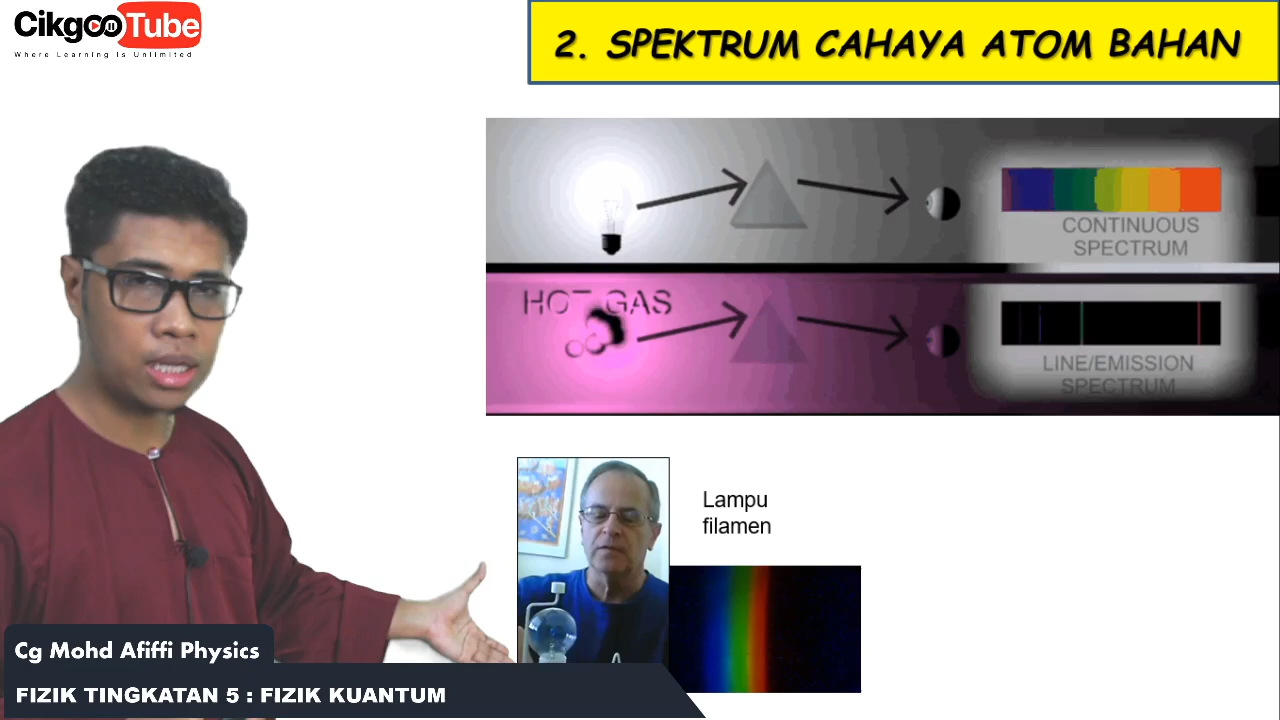 CikgooTube
Where Learning Is Unlimited
2. SPEKTRUM CAHAYA ATOM BAHAN
CONTINUOUS
SPECTRUM
HOT GAS
LINE/EMISSION
SPECTRUM
Lampu
filamen
Cg Mohd Afiffi Physics
FIZIK TINGKATAN 5 : FIZIK KUANTUM